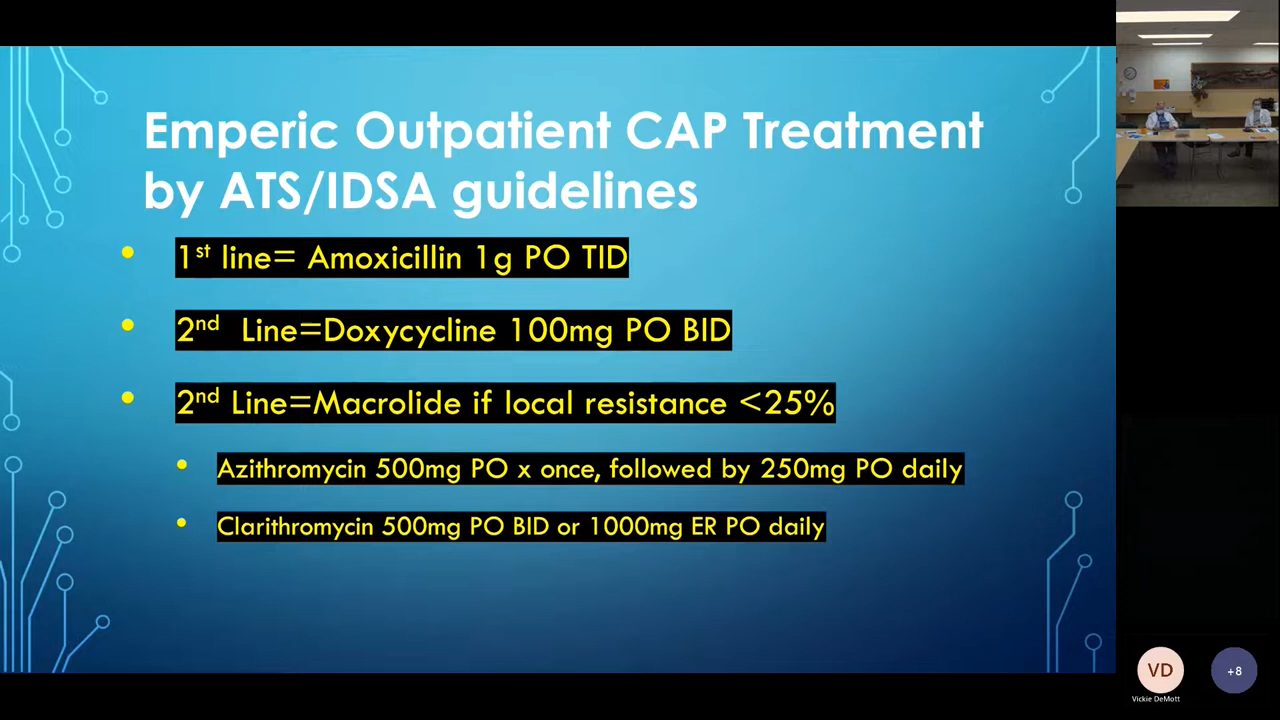 Emperic Outpatient CAP Treatment
by ATS/IDSA guidelines
1st line= Amoxicillin 1g PO TID
2nd Line=Doxycycline 100mg PO BID
2nd Line=Macrolide if local resistance <25%
Azithromycin 500mg PO x once, followed by 250mg PO daily
Clarithromycin 500mg PO BID or 1000mg ER PO daily
VD
+8
Vickie DeMott